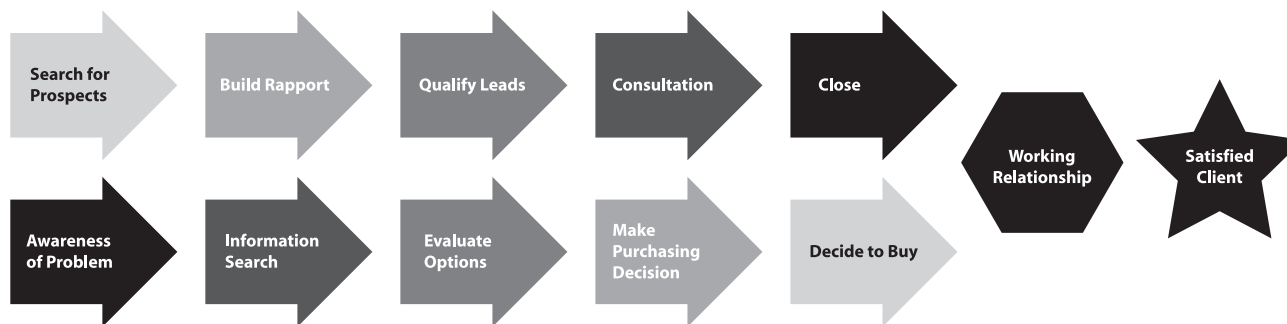 Search for
Prospects
Build Rapport
Qualify Leads
Consultation
Close
Working
Relationship
Satisfied
Client
Awareness
of Problem
Information
Search
Evaluate
Options
Make
Purchasing
Decision
Decide to Buy